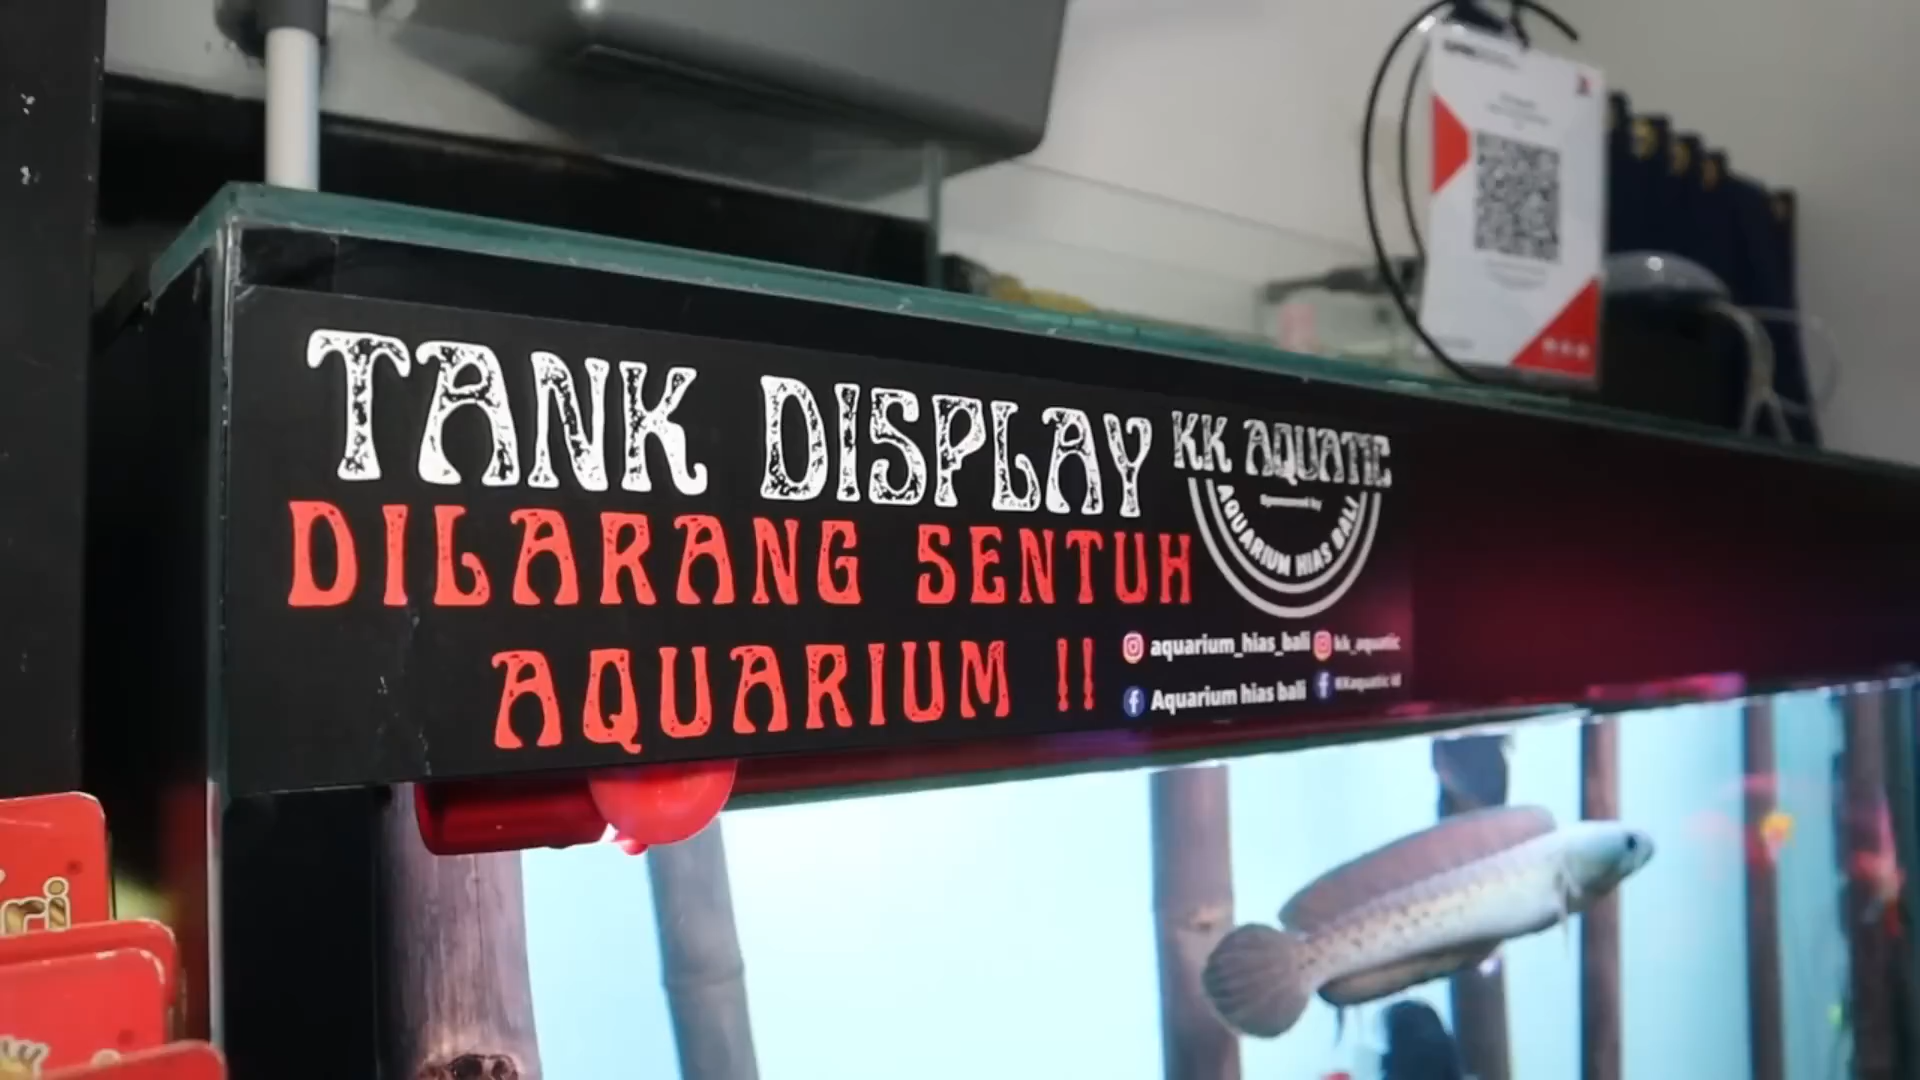 TANK DISPLAY
DILARANG SENTUH
AQUARIUM !!
KK AQUATIC
Sponsored by
AQUARIUM HIAS BALI
aquarium_hias_bali
kk_aquatic
Aquarium hias bali
KKaquatic id
ri